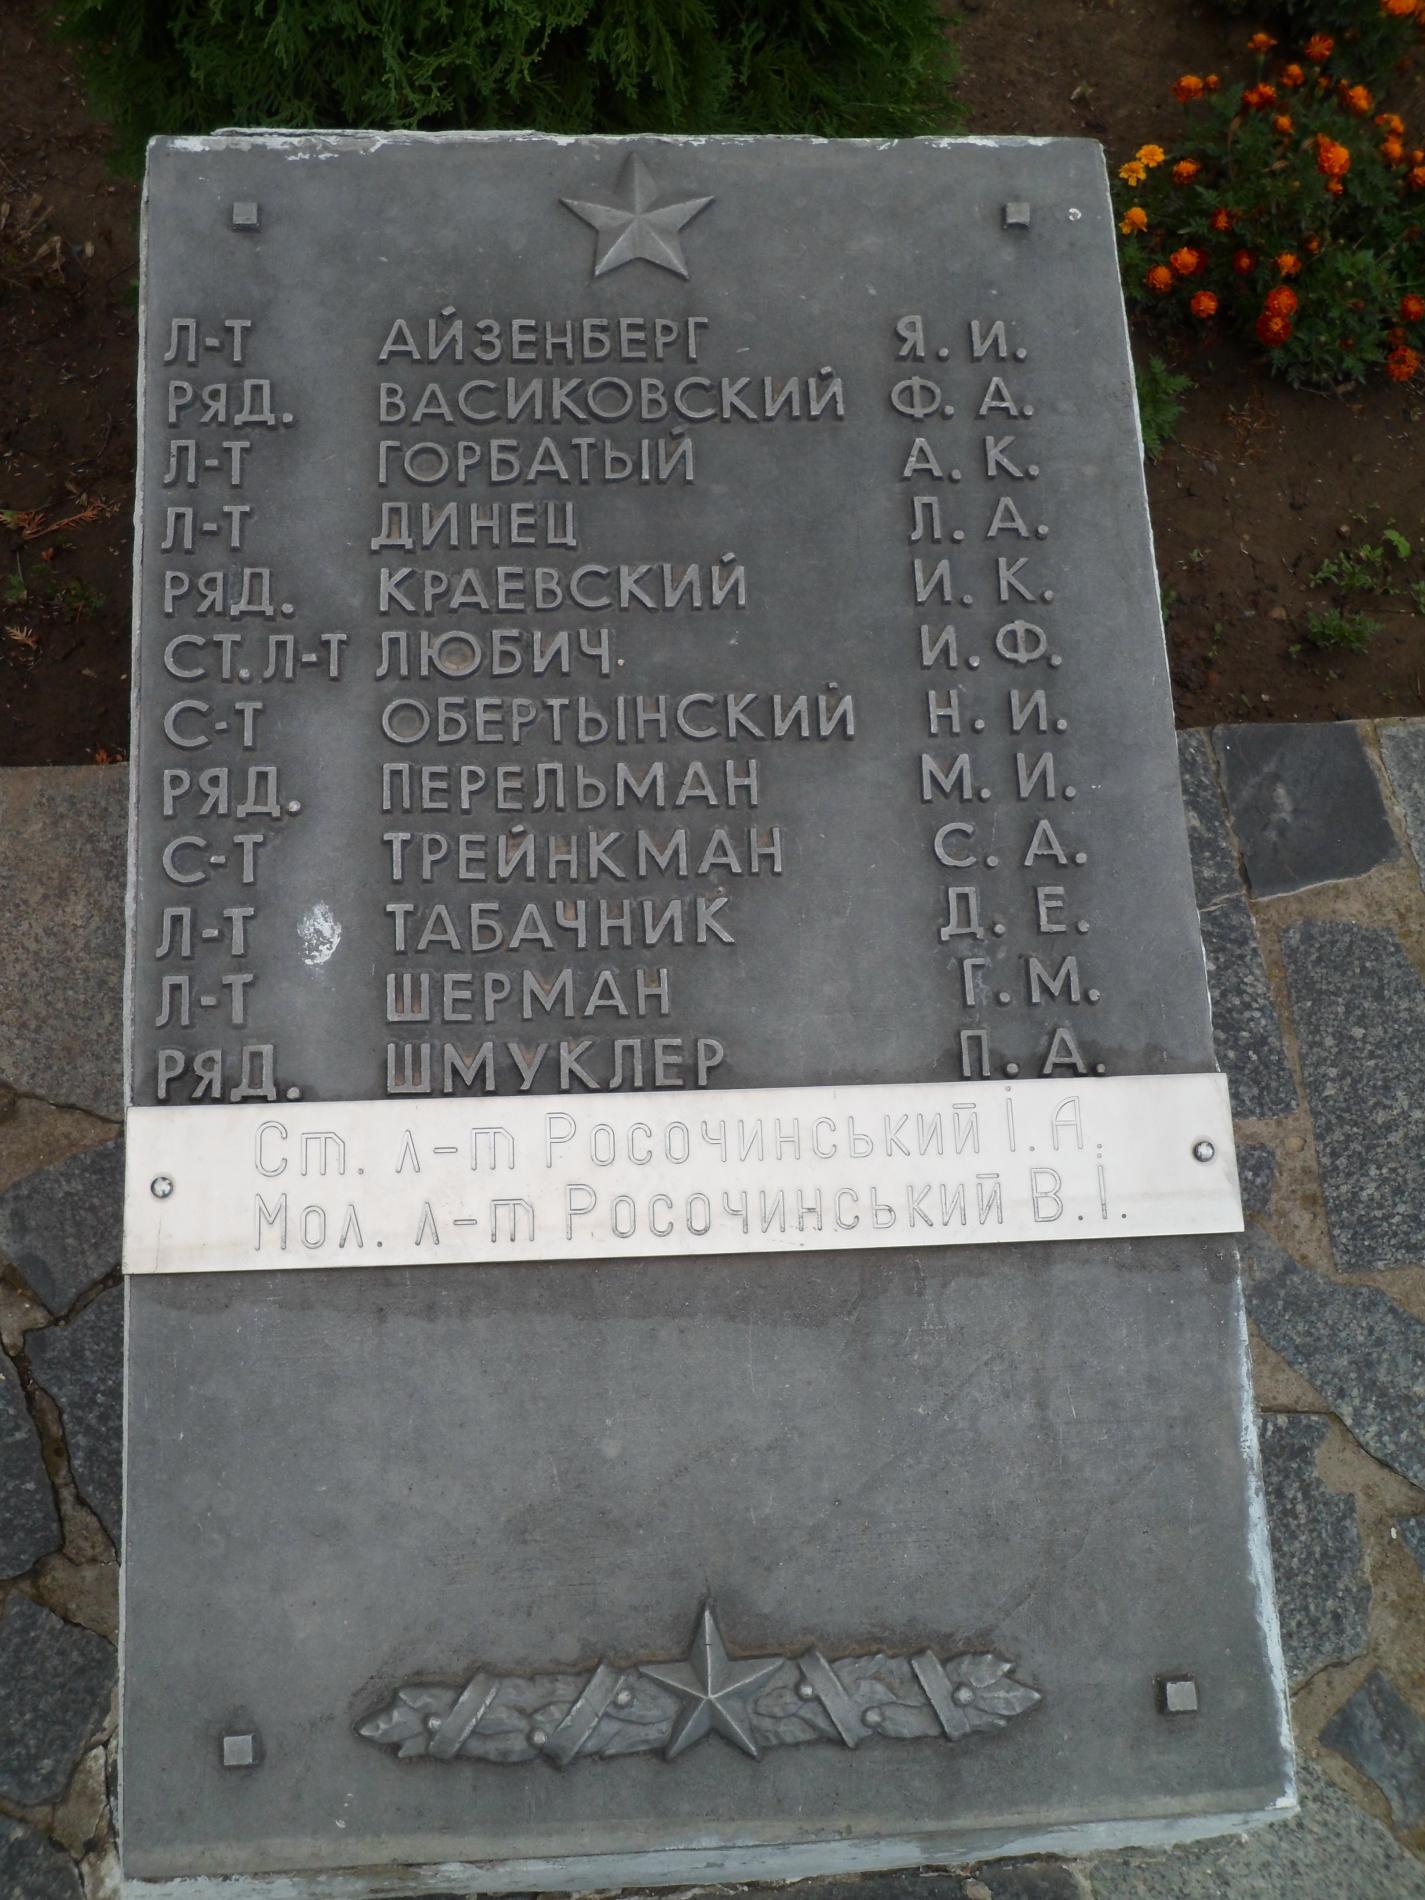 Л-Т АЙЗЕНБЕРГ Я. И.
РЯД. ВАСИКОВСКИЙ Ф. А.
Л-Т ГОРБАТЫЙ А. К.
Л-Т ДИНЕЦ Л. А.
РЯД. КРАЕВСКИЙ И. К.
СТ. Л-Т ЛЮБИЧ И. Ф.
С-Т ОБЕРТЫНСКИЙ Н. И.
РЯД. ПЕРЕЛЬМАН М. И.
С-Т ТРЕЙНКМАН С. А.
Л-Т ТАБАЧНИК Д. Е.
Л-Т ШЕРМАН Г. М.
РЯД. ШМУКЛЕР П. А.
Ст. л-т Росочинський І. А.
Мол. л-т Росочинський В. І.